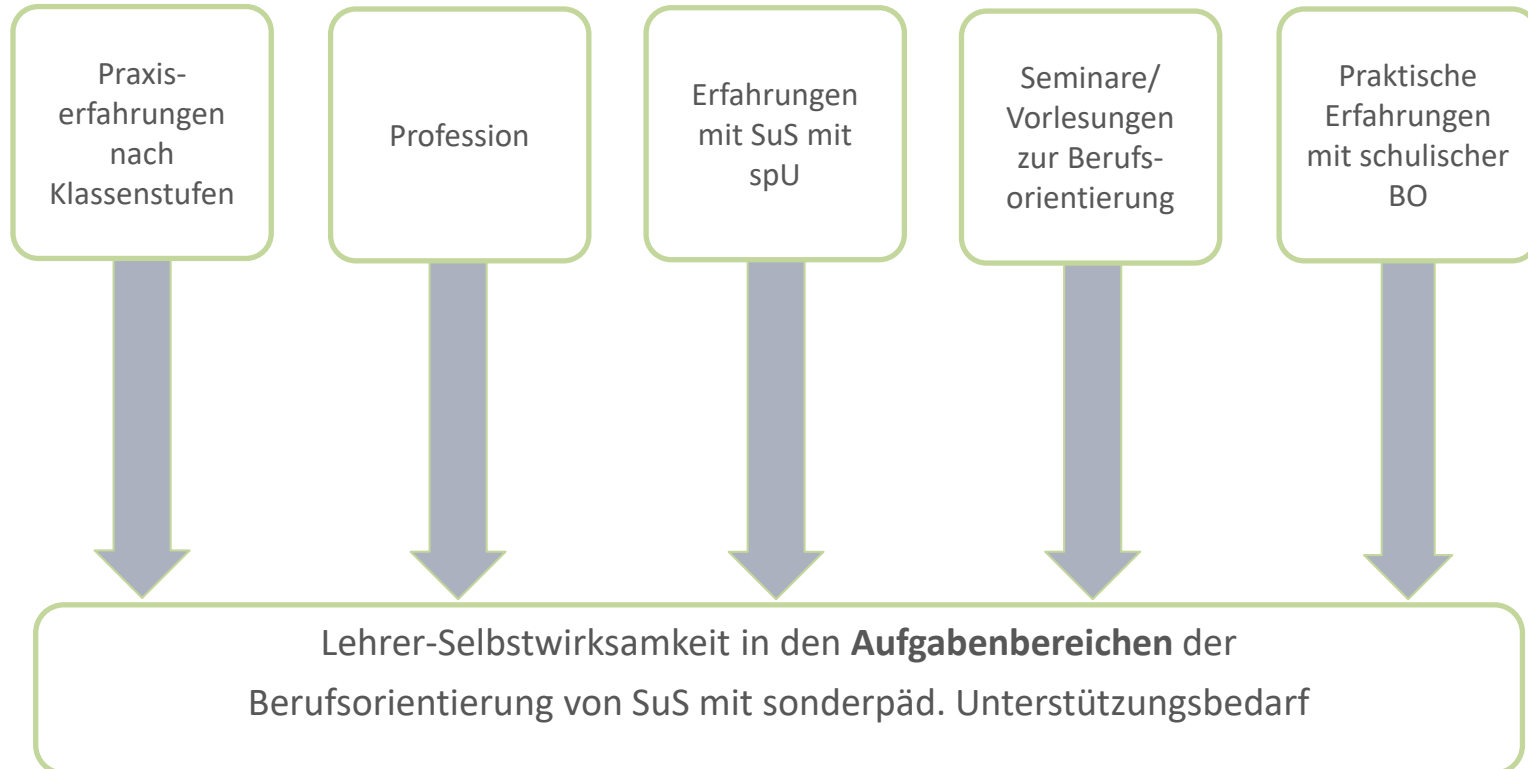 Praxis-
erfahrungen
nach
Klassenstufen
Profession
Erfahrungen
mit SuS mit
spU
Seminare/
Vorlesungen
zur Berufs-
orientierung
Praktische
Erfahrungen
mit schulischer
BO
Lehrer-Selbstwirksamkeit in den Aufgabenbereichen der
Berufsorientierung von SuS mit sonderpäd. Unterstützungsbedarf